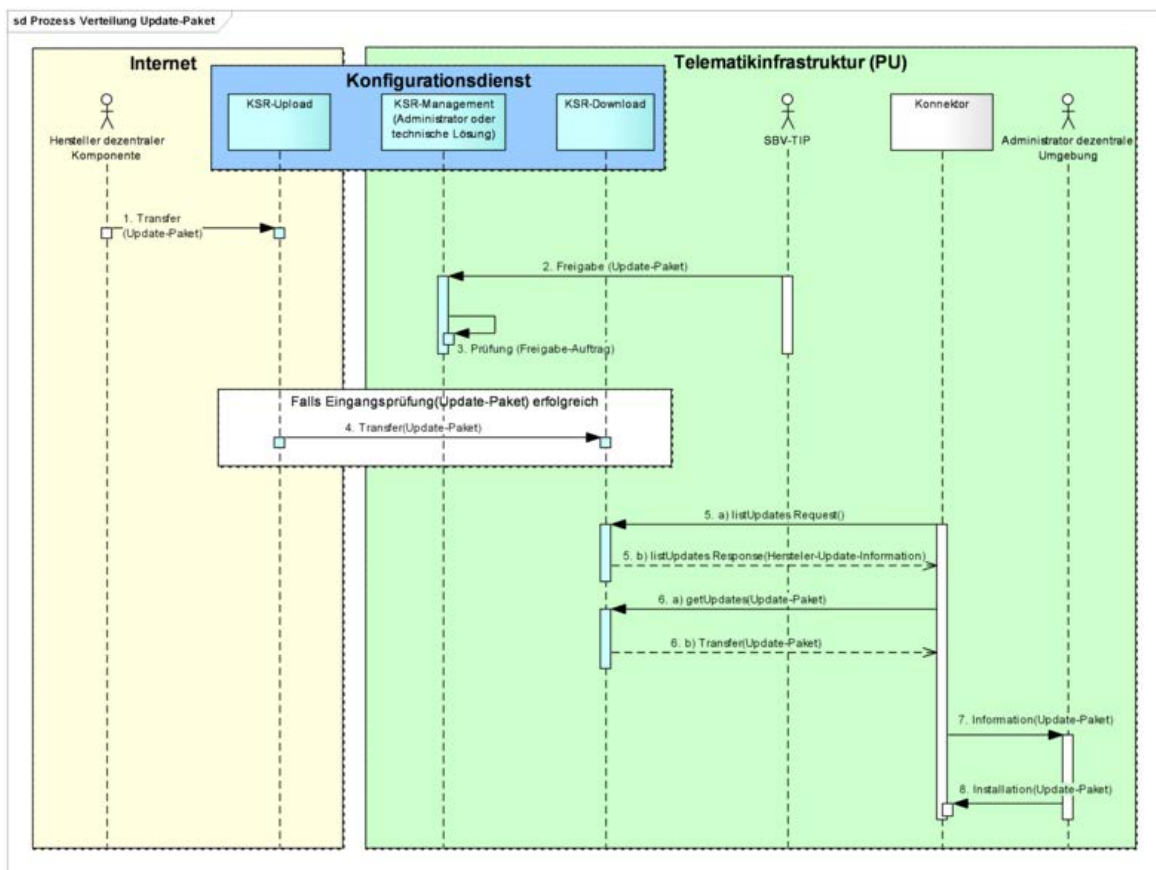 sd Prozess Verteilung Update-Paket
Internet
Telematikinfrastruktur (PU)
Konfigurationsdienst
Hersteller dezentraler
Komponente
KSR-Upload
KSR-Management
(Administrator oder
technische Lösung)
KSR-Download
SBV-TIP
Konnektor
Administrator dezentrale
Umgebung
1. Transfer
(Update-Paket)
2. Freigabe (Update-Paket)
3. Prüfung (Freigabe-Auftrag)
Falls Eingangsprüfung(Update-Paket) erfolgreich
4. Transfer(Update-Paket)
5. a) listUpdates Request()
5. b) listUpdates Response(Hersteler-Update-Information)
6. a) getUpdates(Update-Paket)
6. b) Transfer(Update-Paket)
7. Information(Update-Paket)
8. Installation(Update-Paket)